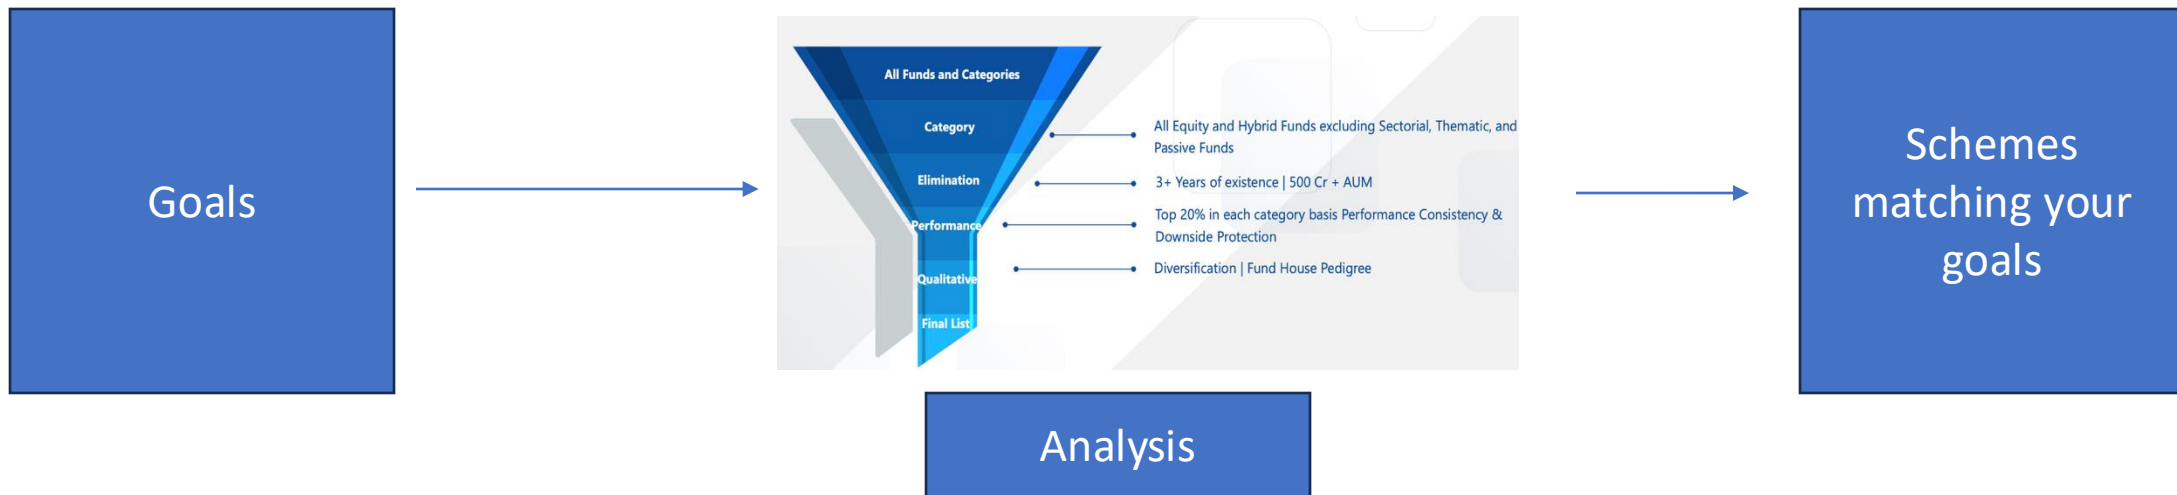 Goals
All Funds and Categories
Category
Elimination
Performance
Qualitative
Final List
All Equity and Hybrid Funds excluding Sectorial, Thematic, and
Passive Funds
3+ Years of existence | 500 Cr + AUM
Top 20% in each category basis Performance Consistency &
Downside Protection
Diversification | Fund House Pedigree
Analysis
Schemes
matching your
goals